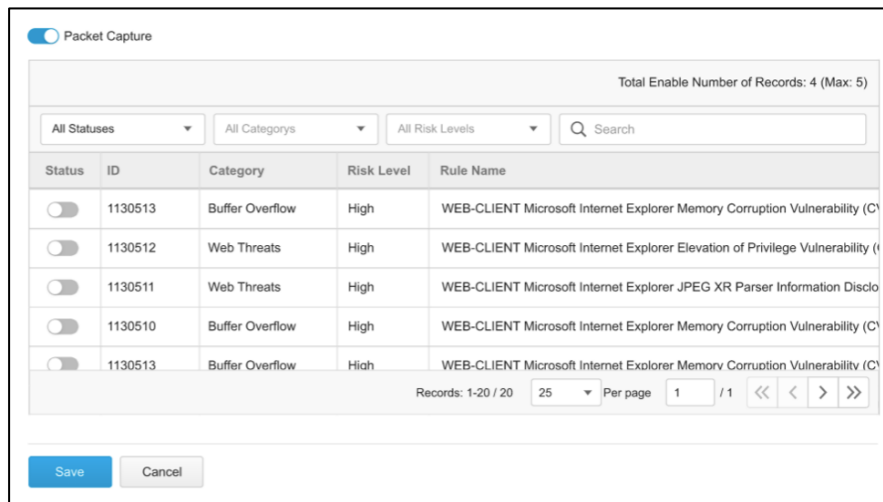 Packet Capture
Total Enable Number of Records: 4 (Max: 5)
All Statuses All Categorys All Risk Levels Search
Status ID Category Risk Level Rule Name
1130513 Buffer Overflow High WEB-CLIENT Microsoft Internet Explorer Memory Corruption Vulnerability (CV
1130512 Web Threats High WEB-CLIENT Microsoft Internet Explorer Elevation of Privilege Vulnerability (
1130511 Web Threats High WEB-CLIENT Microsoft Internet Explorer JPEG XR Parser Information Disclo
1130510 Buffer Overflow High WEB-CLIENT Microsoft Internet Explorer Memory Corruption Vulnerability (CV
1130513 Buffer Overflow High WEB-CLIENT Microsoft Internet Explorer Memory Corruption Vulnerability (CV
Records: 1-20 / 20 25 Per page 1 / 1
Save Cancel